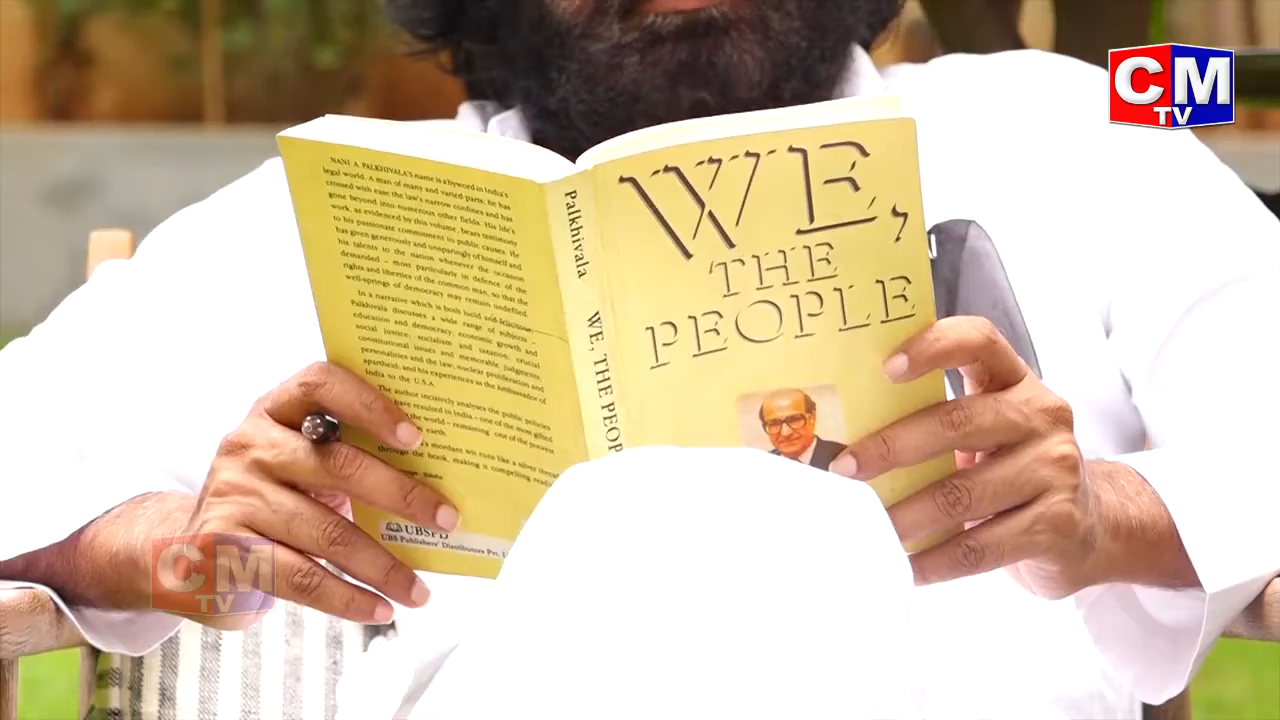 CM
TV
NANI A. PALKHIVALA'S name is a byword in India's
legal world. A man of many and varied parts, he has
crossed with ease the law's narrow confines and has
gone beyond into numerous other fields. His life's
work, as evidenced by this volume, bears testimony
to his passionate commitment to public causes. He
has given generously and unsparingly of himself and
his talents to the nation whenever the occasion
demanded – most particularly in defence of the
rights and liberties of the common man, so that the
well-springs of democracy may remain undefiled.
In a narrative which is both lucid and felicitous
Palkhivala discusses a wide range of subjects –
education and democracy, economic growth and
social justice, socialism and taxation, crucial
constitutional issues and memorable judgments,
personalities and the law, nuclear proliferation and
apartheid, and his experiences as the Ambassador of
India to the U.S.A.
The author incisively analyses the public policies
have resulted in India – one of the most gifted
the world – remaining one of the poorest
earth.
mordant wit runs like a silver
through the book, making it compelling
UBSPD
UBS Publishers' Distributors Pvt.
Palkhivala WE, THE PEOP
WE,
THE
PEOPLE
CM
TV